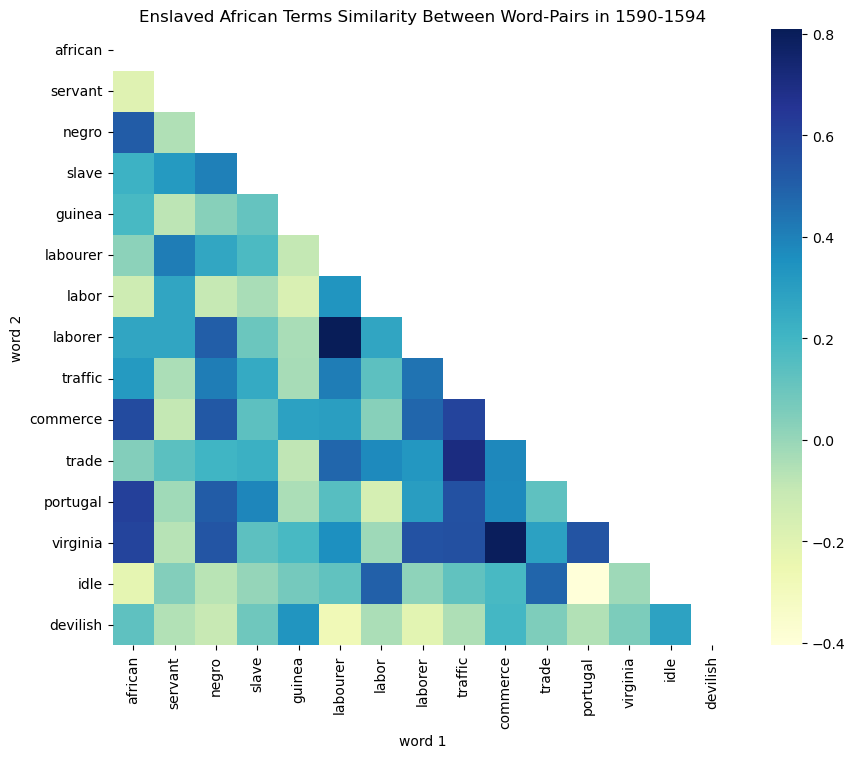 Enslaved African Terms Similarity Between Word-Pairs in 1590-1594
african
servant
negro
slave
guinea
labourer
labor
laborer
traffic
commerce
trade
portugal
virginia
idle
devilish
word 2
african
servant
negro
slave
guinea
labourer
labor
laborer
traffic
commerce
trade
portugal
virginia
idle
devilish
word 1
0.8
0.6
0.4
0.2
0.0
−0.2
−0.4